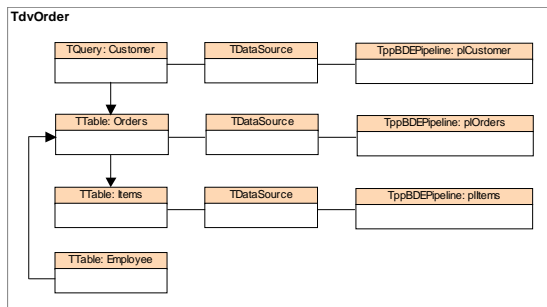 TdvOrder
TQuery: Customer TDataSource TppBDEPipeline: plCustomer
TTable: Orders TDataSource TppBDEPipeline: plOrders
TTable: Items TDataSource TppBDEPipeline: plItems
TTable: Employee